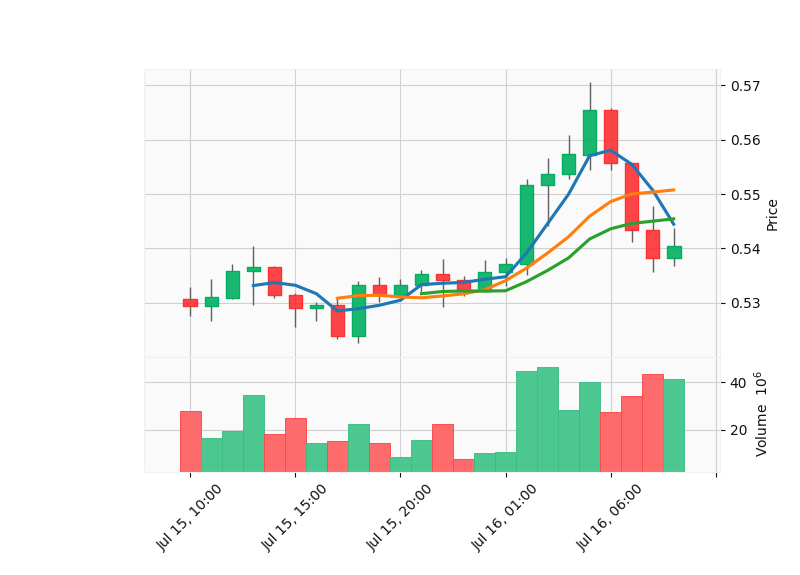 0.57
0.56
0.55
0.54
0.53
Price
40
20
Volume 10^6
Jul 15, 10:00
Jul 15, 15:00
Jul 15, 20:00
Jul 16, 01:00
Jul 16, 06:00